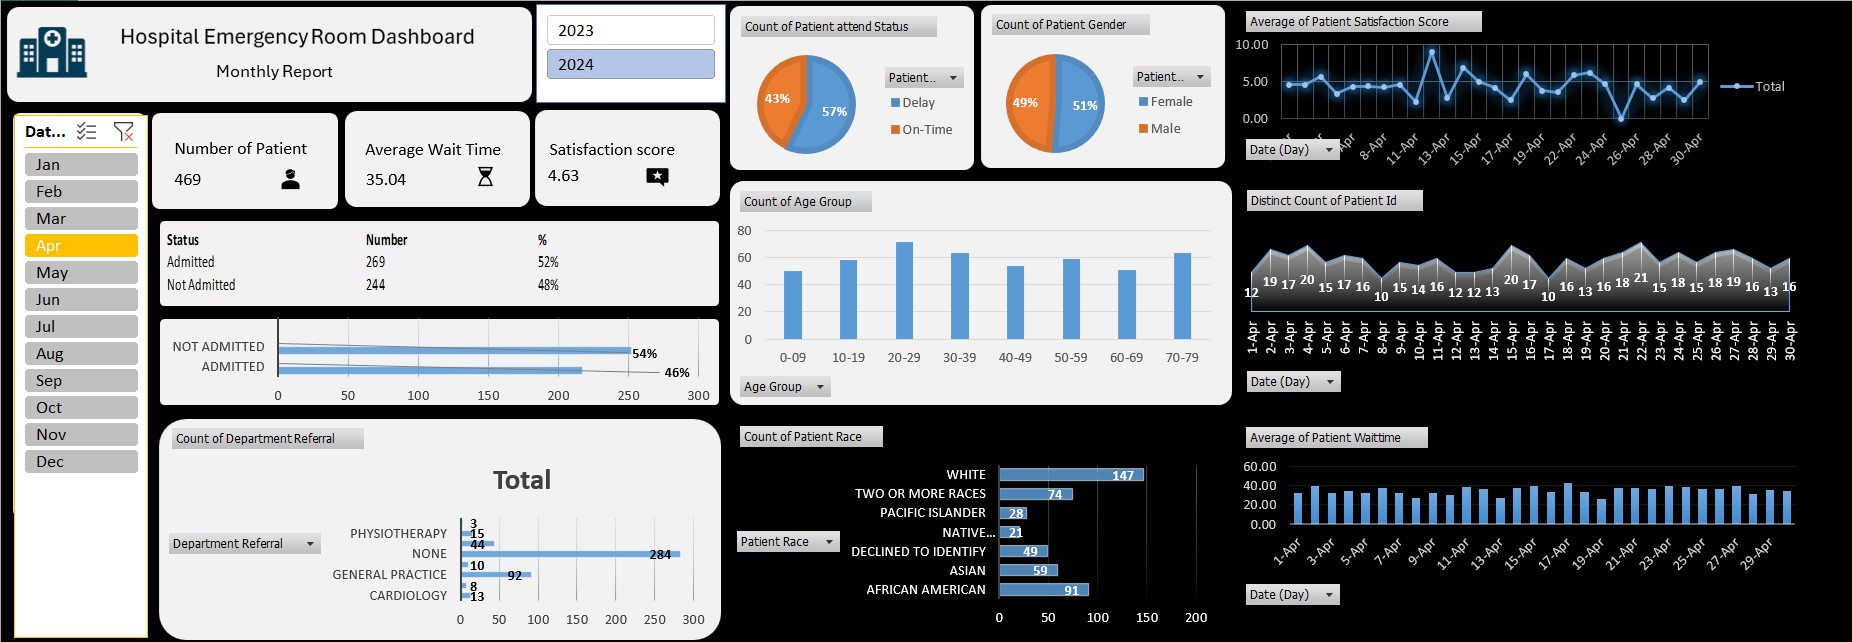 Hospital Emergency Room Dashboard
Monthly Report
2023
2024
Dat...
Jan
Feb
Mar
Apr
May
Jun
Jul
Aug
Sep
Oct
Nov
Dec
Number of Patient
469
Average Wait Time
35.04
Satisfaction score
4.63
Status Number %
Admitted 269 52%
Not Admitted 244 48%
NOT ADMITTED 54%
ADMITTED 46%
0 50 100 150 200 250 300
Count of Department Referral
Total
Department Referral
3
PHYSIOTHERAPY 15
44
NONE 284
10
GENERAL PRACTICE 92
8
CARDIOLOGY 13
0 50 100 150 200 250 300
Count of Patient attend Status
43%
57%
Patient...
Delay
On-Time
Count of Patient Gender
49%
51%
Patient...
Female
Male
Count of Age Group
80
60
40
20
0
0-09 10-19 20-29 30-39 40-49 50-59 60-69 70-79
Age Group
Count of Patient Race
Patient Race
WHITE 147
TWO OR MORE RACES 74
PACIFIC ISLANDER 28
NATIVE... 21
DECLINED TO IDENTIFY 49
ASIAN 59
AFRICAN AMERICAN 91
0 50 100 150 200
Average of Patient Satisfaction Score
10.00
5.00
0.00
Total
8-Apr 11-Apr 13-Apr 15-Apr 17-Apr 19-Apr 22-Apr 24-Apr 26-Apr 28-Apr 30-Apr
Date (Day)
Distinct Count of Patient Id
12 19 17 20 15 17 16 10 15 14 16 12 12 13 20 17 10 16 13 16 18 21 15 18 15 18 19 16 13 16
1-Apr 2-Apr 3-Apr 4-Apr 5-Apr 6-Apr 7-Apr 8-Apr 9-Apr 10-Apr 11-Apr 12-Apr 13-Apr 14-Apr 15-Apr 16-Apr 17-Apr 18-Apr 19-Apr 20-Apr 21-Apr 22-Apr 23-Apr 24-Apr 25-Apr 26-Apr 27-Apr 28-Apr 29-Apr 30-Apr
Date (Day)
Average of Patient Waittime
60.00
40.00
20.00
0.00
1-Apr 3-Apr 5-Apr 7-Apr 9-Apr 11-Apr 13-Apr 15-Apr 17-Apr 19-Apr 21-Apr 23-Apr 25-Apr 27-Apr 29-Apr
Date (Day)